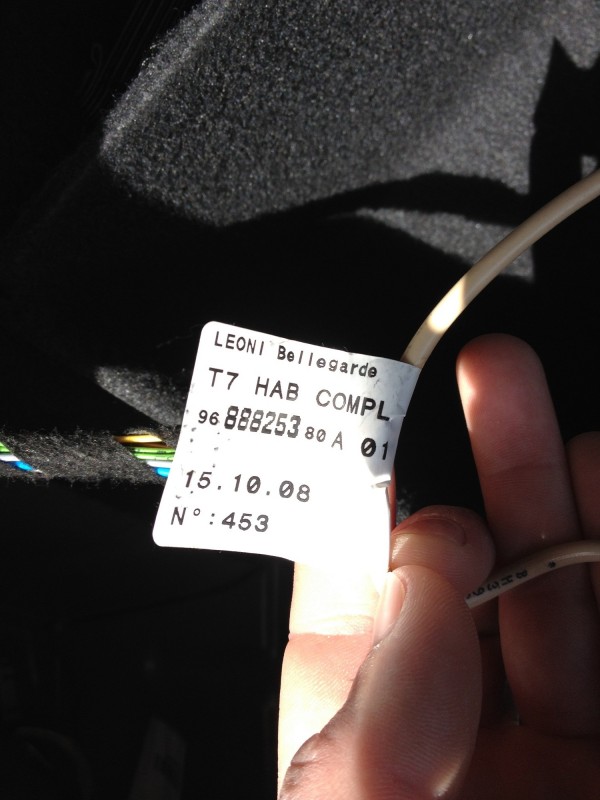 LEONI Bellegarde
T7 HAB COMPL
96 888253 80 A 01
15.10.08
N°:453